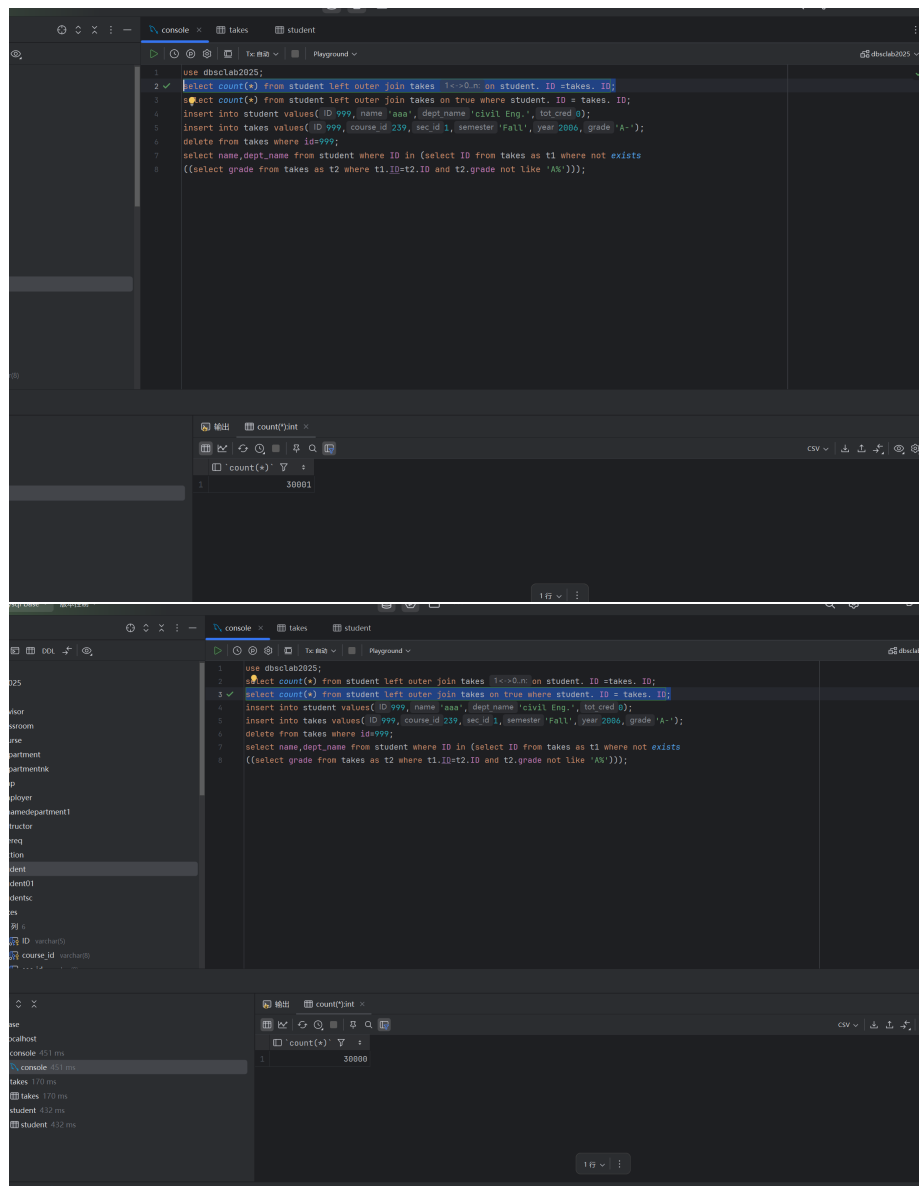 console × takes student
Tx: 自动 Playground dbsclab2025
1 use dbsclab2025;
2 select count(*) from student left outer join takes 1<->0..n: on student. ID =takes. ID;
3 select count(*) from student left outer join takes on true where student. ID = takes. ID;
4 insert into student values( ID 999, name 'aaa', dept_name 'civil Eng.', tot_cred 0);
5 insert into takes values( ID 999, course_id 239, sec_id 1, semester 'Fall', year 2006, grade 'A-');
6 delete from takes where id=999;
7 select name,dept_name from student where ID in (select ID from takes as t1 where not exists
8 ((select grade from takes as t2 where t1.ID=t2.ID and t2.grade not like 'A%')));
输出 count(*):int ×
CSV
`count(*)`
1 30001
1行
console × takes student
DDL Tx: 自动 Playground dbscla
1 use dbsclab2025;
2 select count(*) from student left outer join takes 1<->0..n: on student. ID =takes. ID;
3 select count(*) from student left outer join takes on true where student. ID = takes. ID;
4 insert into student values( ID 999, name 'aaa', dept_name 'civil Eng.', tot_cred 0);
5 insert into takes values( ID 999, course_id 239, sec_id 1, semester 'Fall', year 2006, grade 'A-');
6 delete from takes where id=999;
7 select name,dept_name from student where ID in (select ID from takes as t1 where not exists
8 ((select grade from takes as t2 where t1.ID=t2.ID and t2.grade not like 'A%')));
025
visor
ssroom
urse
partment
partmentnk
p
ployer
amedepartment1
tructor
ereq
ction
dent
dent01
dentsc
es
列 6
ID varchar(5)
course_id varchar(8)
输出 count(*):int ×
CSV
`count(*)`
1 30000
ase
ocalhost
console 451 ms
console 451 ms
takes 170 ms
takes 170 ms
student 432 ms
student 432 ms
1行